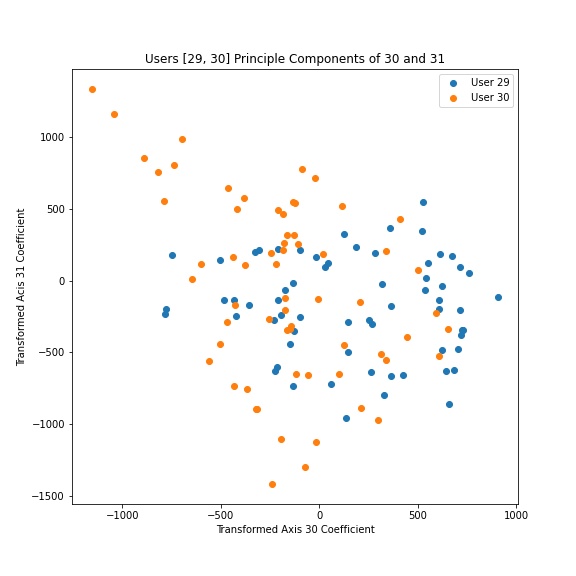 Users [29, 30] Principle Components of 30 and 31
User 29
User 30
Transformed Acis 31 Coefficient
1000
500
0
−500
−1000
−1500
−1000
−500
0
500
1000
Transformed Axis 30 Coefficient